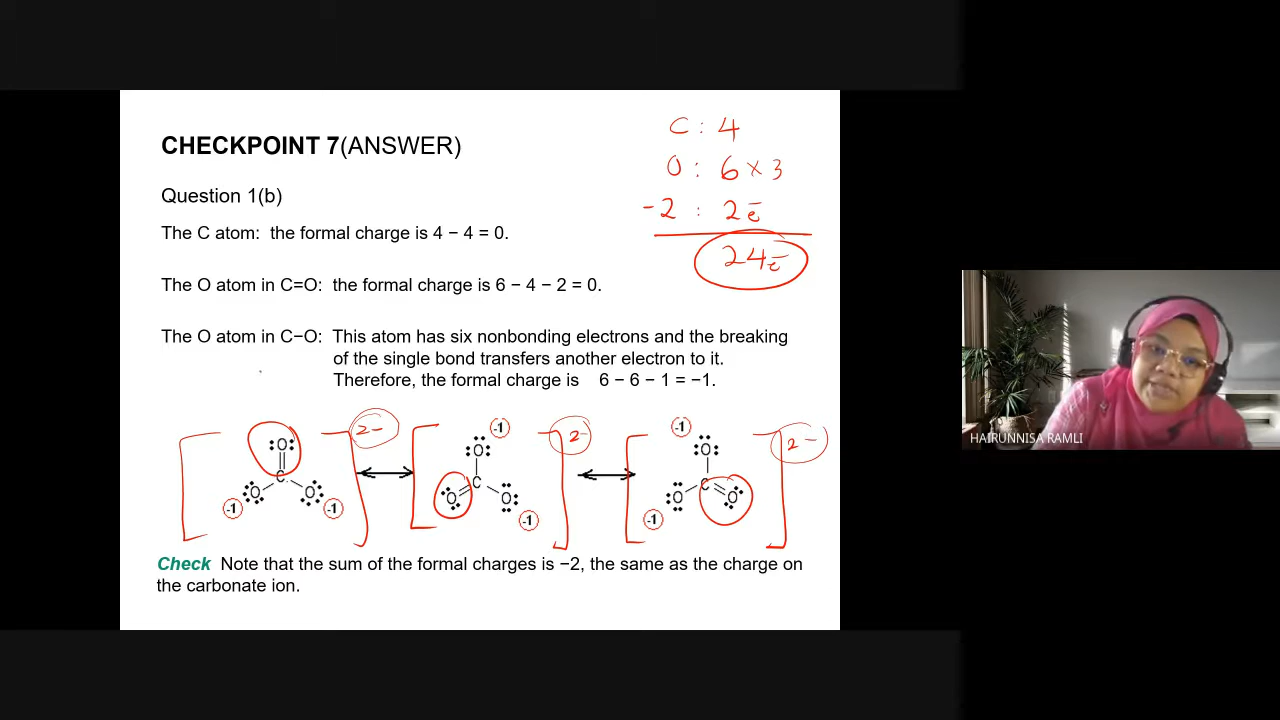 CHECKPOINT 7(ANSWER)
C : 4
O : 6 × 3
-2 : 2e̅
24e̅
Question 1(b)
The C atom: the formal charge is 4 − 4 = 0.
The O atom in C=O: the formal charge is 6 − 4 − 2 = 0.
The O atom in C−O: This atom has six nonbonding electrons and the breaking
of the single bond transfers another electron to it.
Therefore, the formal charge is 6 − 6 − 1 = −1.
O C O O -1 -1 2-
O C O O -1 -1 2-
O C O O -1 -1 2-
Check Note that the sum of the formal charges is −2, the same as the charge on
the carbonate ion.
HAIRUNNISA RAMLI